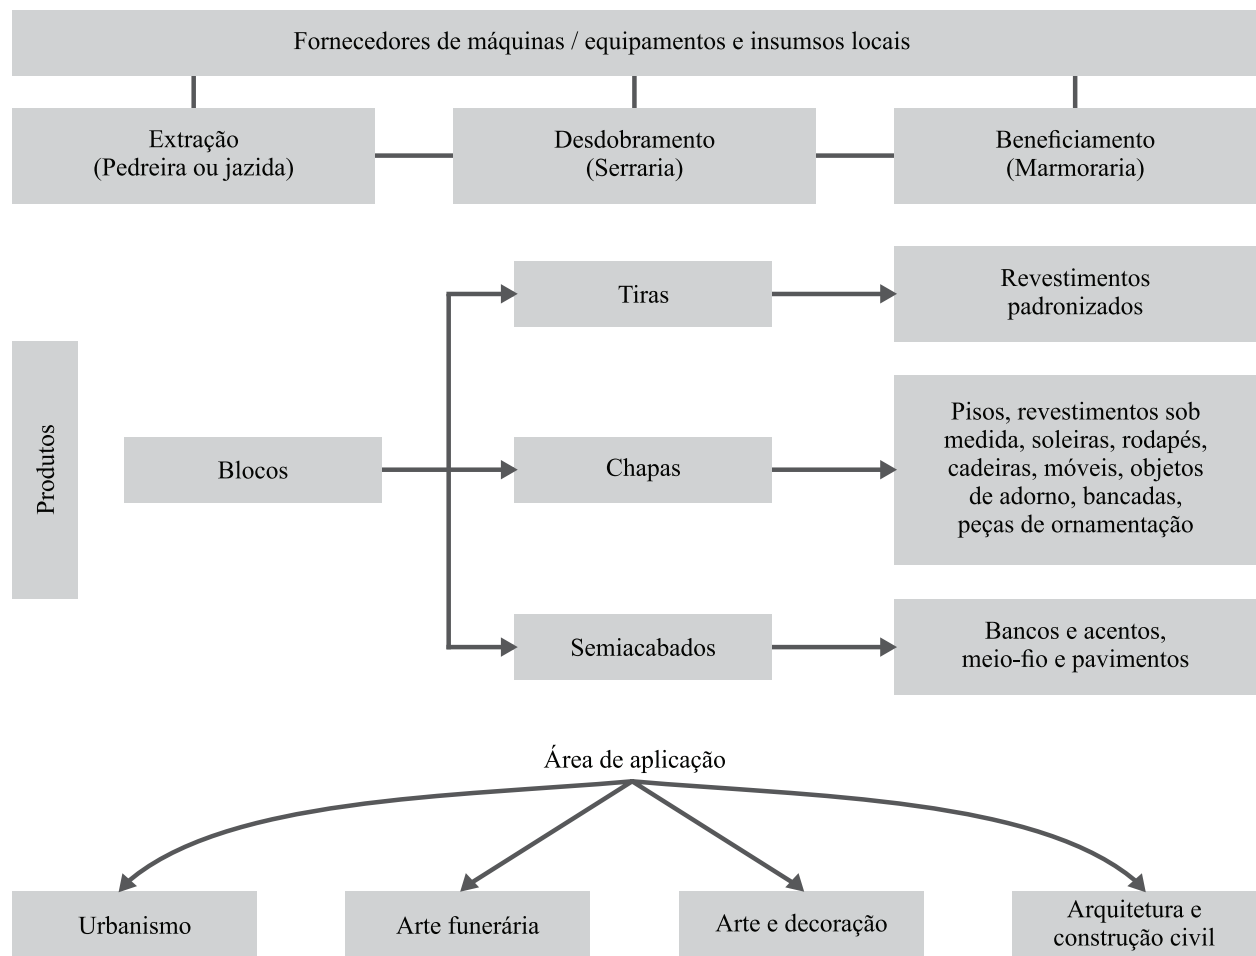 Fornecedores de máquinas / equipamentos e insumsos locais
Extração
(Pedreira ou jazida)
Desdobramento
(Serraria)
Beneficiamento
(Marmoraria)
Produtos
Blocos
Tiras
Revestimentos
padronizados
Chapas
Pisos, revestimentos sob
medida, soleiras, rodapés,
cadeiras, móveis, objetos
de adorno, bancadas,
peças de ornamentação
Semiacabados
Bancos e acentos,
meio-fio e pavimentos
Área de aplicação
Urbanismo
Arte funerária
Arte e decoração
Arquitetura e
construção civil